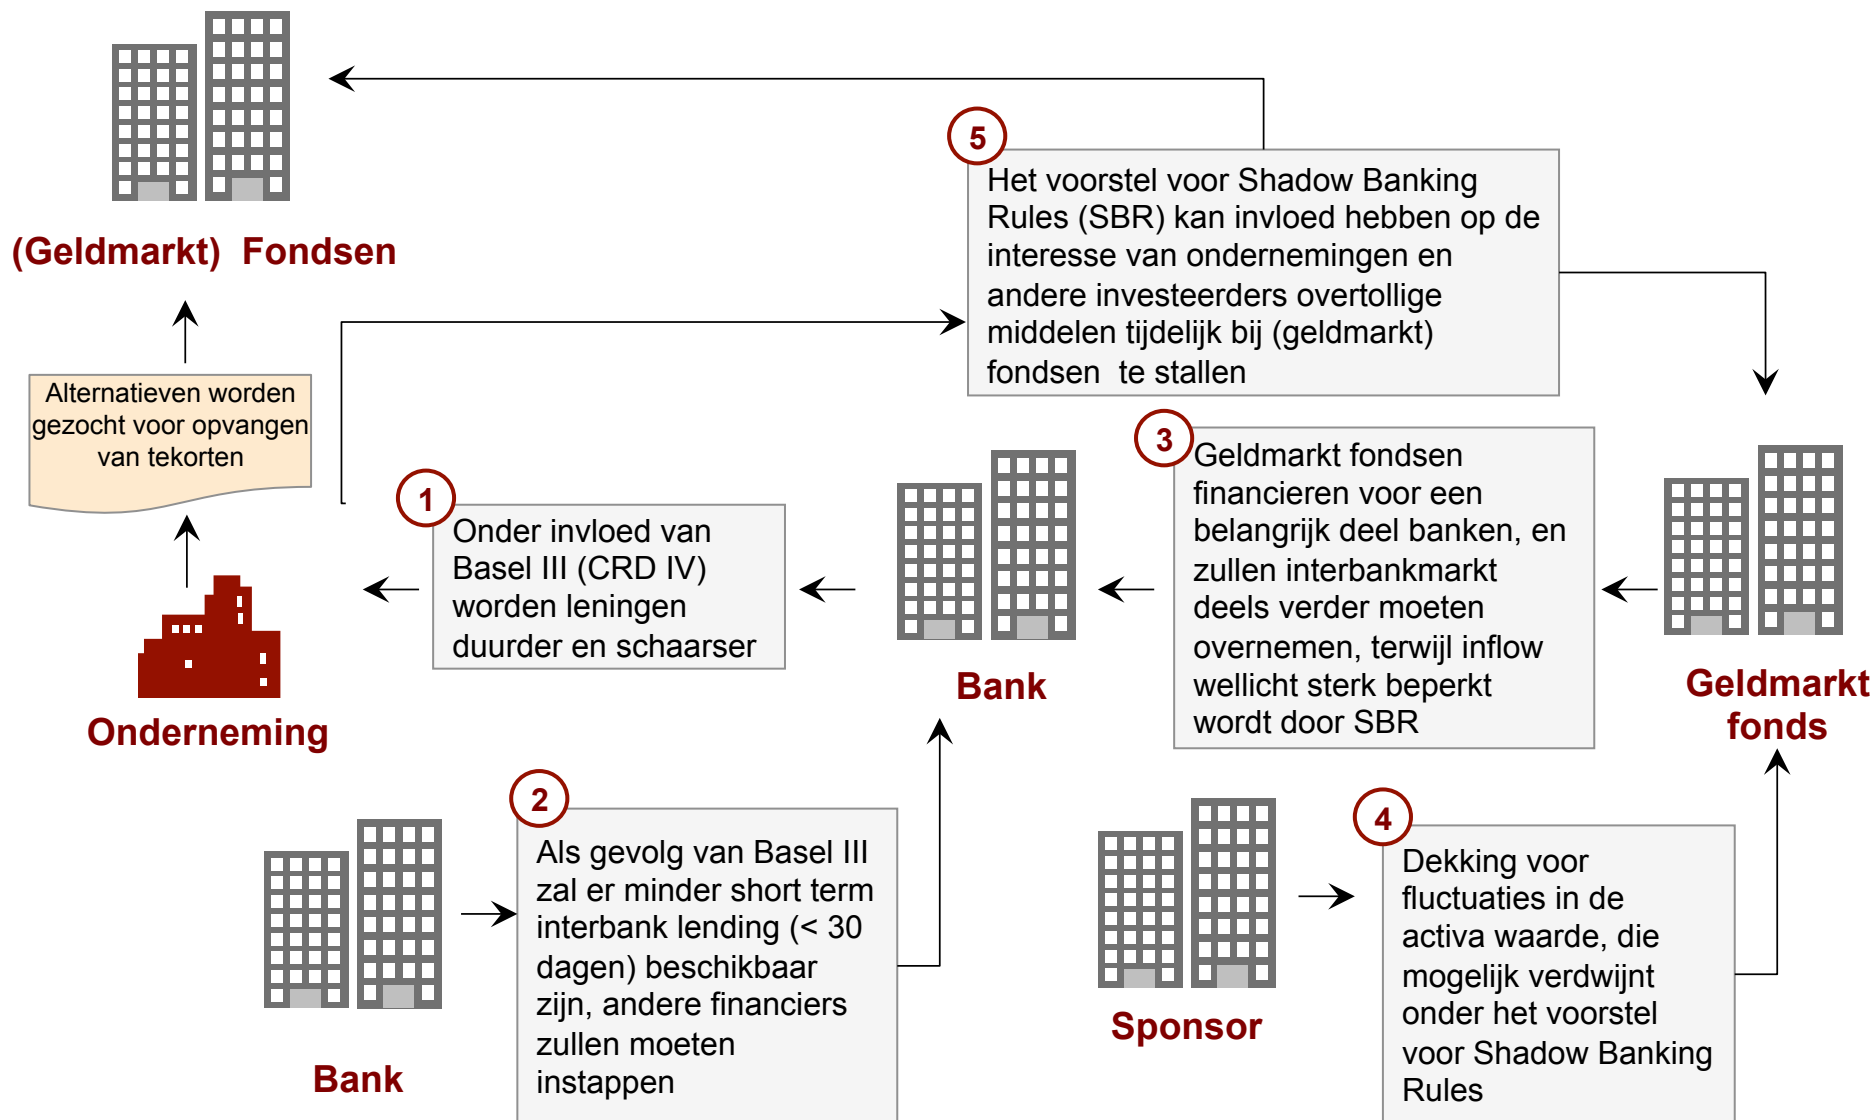 (Geldmarkt) Fondsen
5
Het voorstel voor Shadow Banking
Rules (SBR) kan invloed hebben op de
interesse van ondernemingen en
andere investeerders overtollige
middelen tijdelijk bij (geldmarkt)
fondsen te stallen
Alternatieven worden
gezocht voor opvangen
van tekorten
Onderneming
1
Onder invloed van
Basel III (CRD IV)
worden leningen
duurder en schaarser
Bank
3
Geldmarkt fondsen
financieren voor een
belangrijk deel banken, en
zullen interbankmarkt
deels verder moeten
overnemen, terwijl inflow
wellicht sterk beperkt
wordt door SBR
Geldmarkt
fonds
Bank
2
Als gevolg van Basel III
zal er minder short term
interbank lending (< 30
dagen) beschikbaar
zijn, andere financiers
zullen moeten
instappen
Sponsor
4
Dekking voor
fluctuaties in de
activa waarde, die
mogelijk verdwijnt
onder het voorstel
voor Shadow Banking
Rules